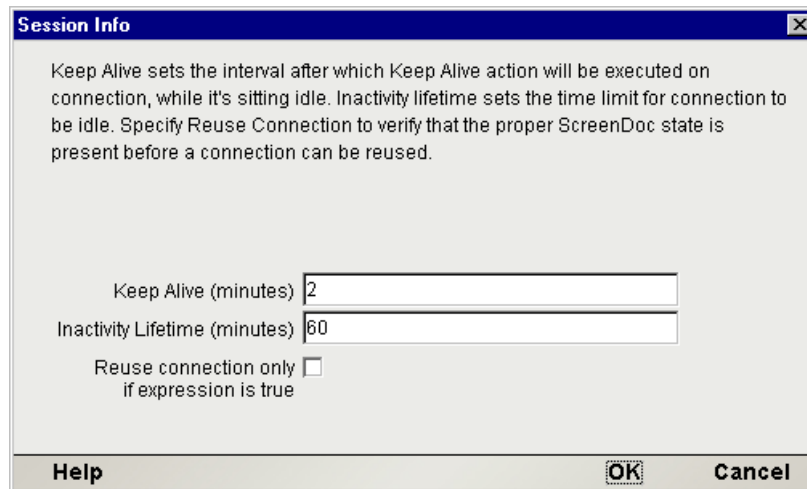 Session Info
Keep Alive sets the interval after which Keep Alive action will be executed on
connection, while it's sitting idle. Inactivity lifetime sets the time limit for connection to
be idle. Specify Reuse Connection to verify that the proper ScreenDoc state is
present before a connection can be reused.
Keep Alive (minutes) 2
Inactivity Lifetime (minutes) 60
Reuse connection only
if expression is true
Help OK Cancel